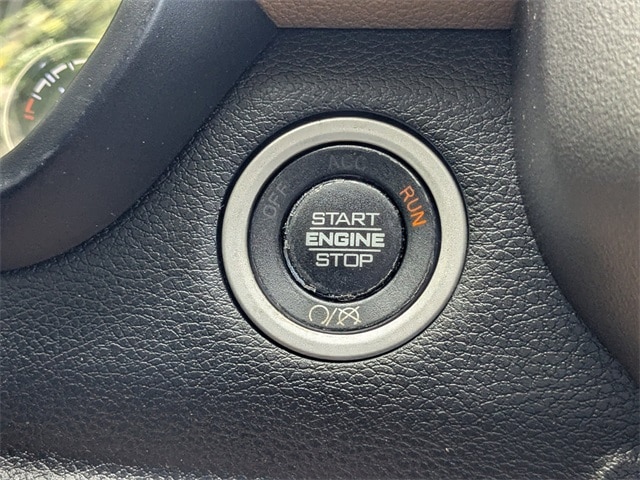 OFF
ACC
RUN
START
ENGINE
STOP